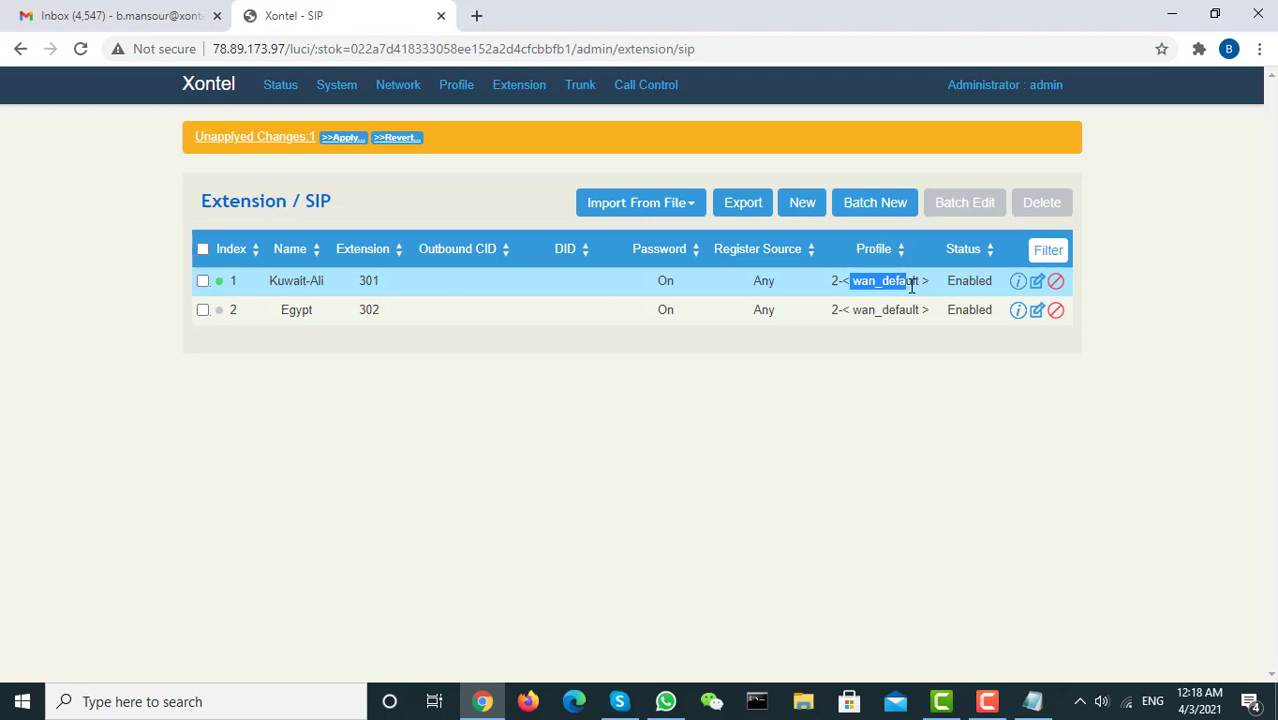 Inbox (4,547) - b.mansour@xont
Xontel - SIP
Not secure 78.89.173.97/luci/;stok=022a7d418333058ee152a2d4cfcbbfb1/admin/extension/sip
B
Xontel Status System Network Profile Extension Trunk Call Control Administrator : admin
Unapplyed Changes:1 >>Apply... >>Revert...
Extension / SIP Import From File Export New Batch New Batch Edit Delete
Index Name Extension Outbound CID DID Password Register Source Profile Status Filter
1 Kuwait-Ali 301 On Any 2-< wan_default > Enabled
2 Egypt 302 On Any 2-< wan_default > Enabled
Type here to search
ENG
12:18 AM
4/3/2021
4